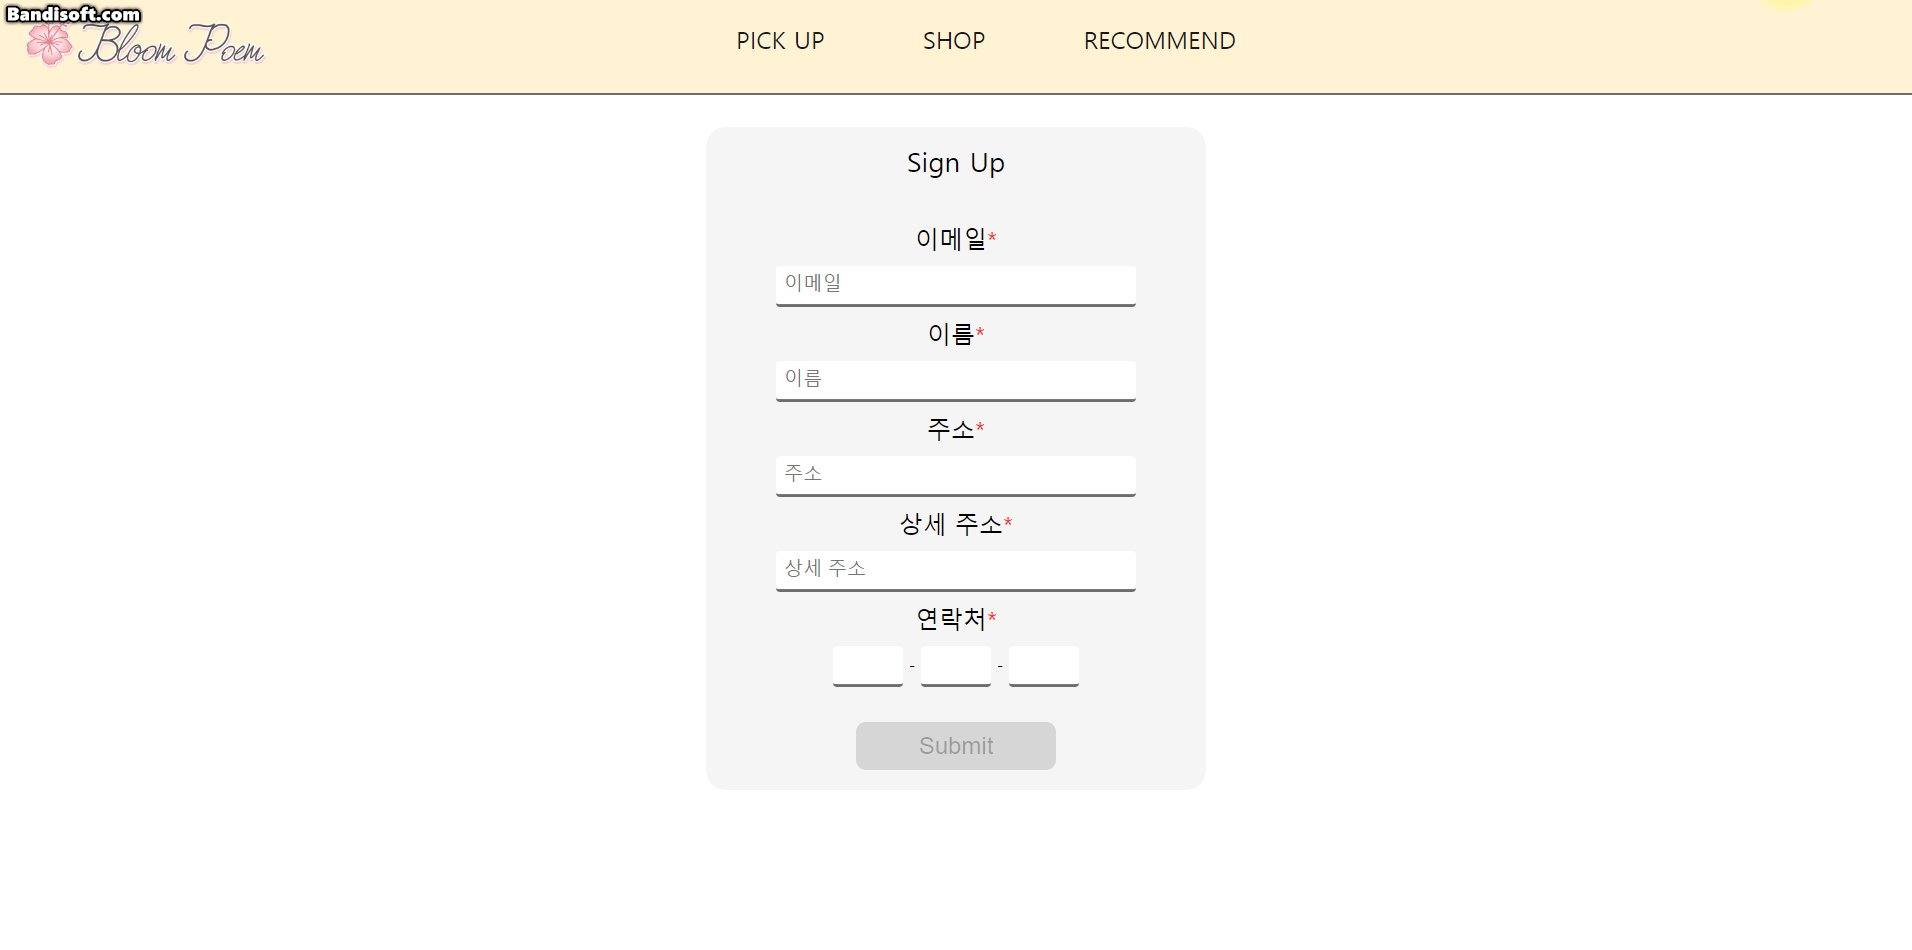 Bandisoft.com
Bloom Poem
PICK UP SHOP RECOMMEND
Sign Up
이메일*
이메일
이름*
이름
주소*
주소
상세 주소*
상세 주소
연락처*
- -
Submit